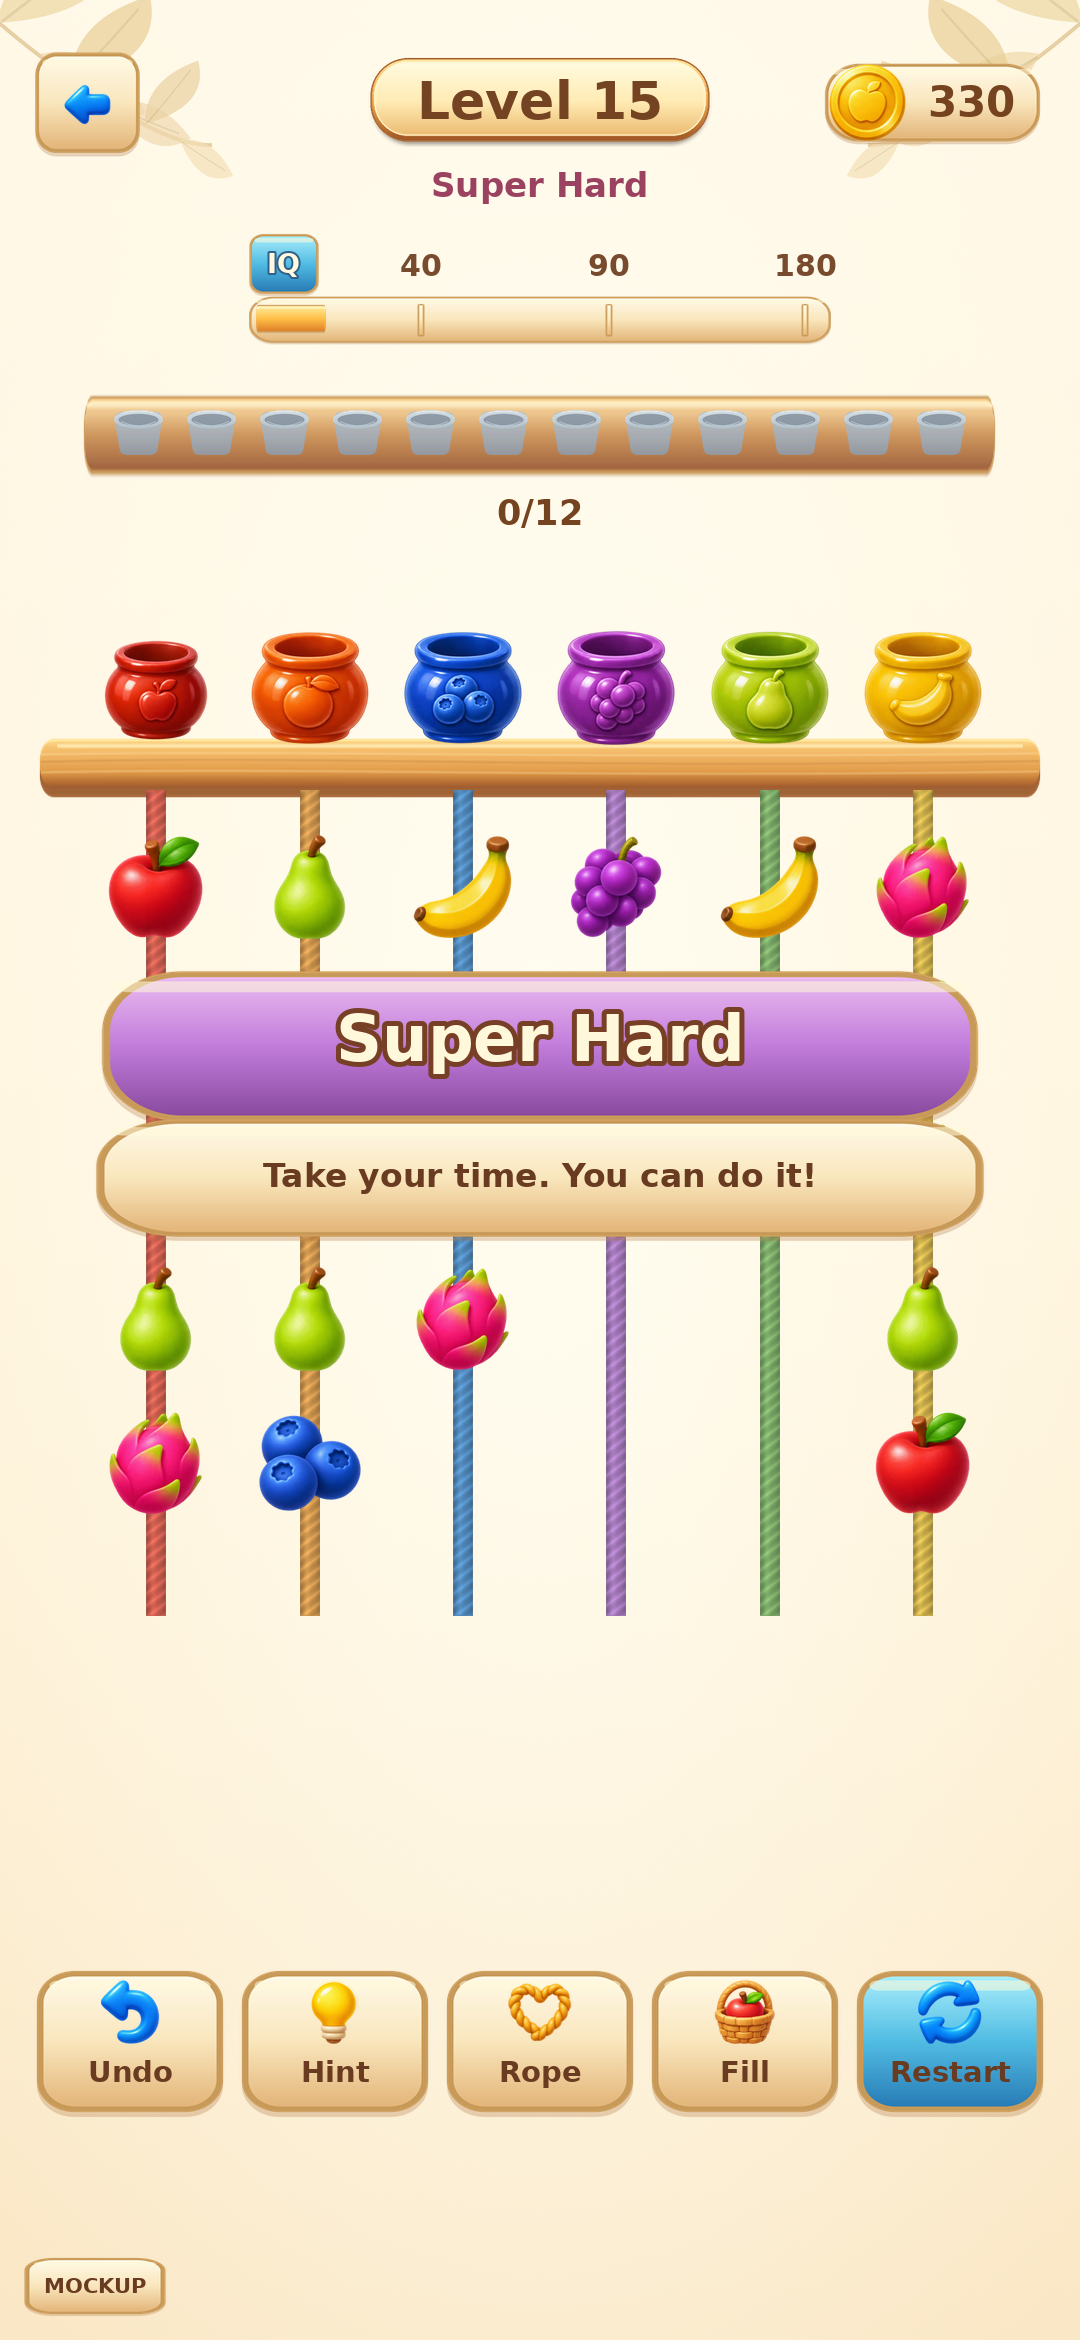 Level 15
330
Super Hard
IQ 40 90 180
0/12
Super Hard
Take your time. You can do it!
Undo Hint Rope Fill Restart
MOCKUP